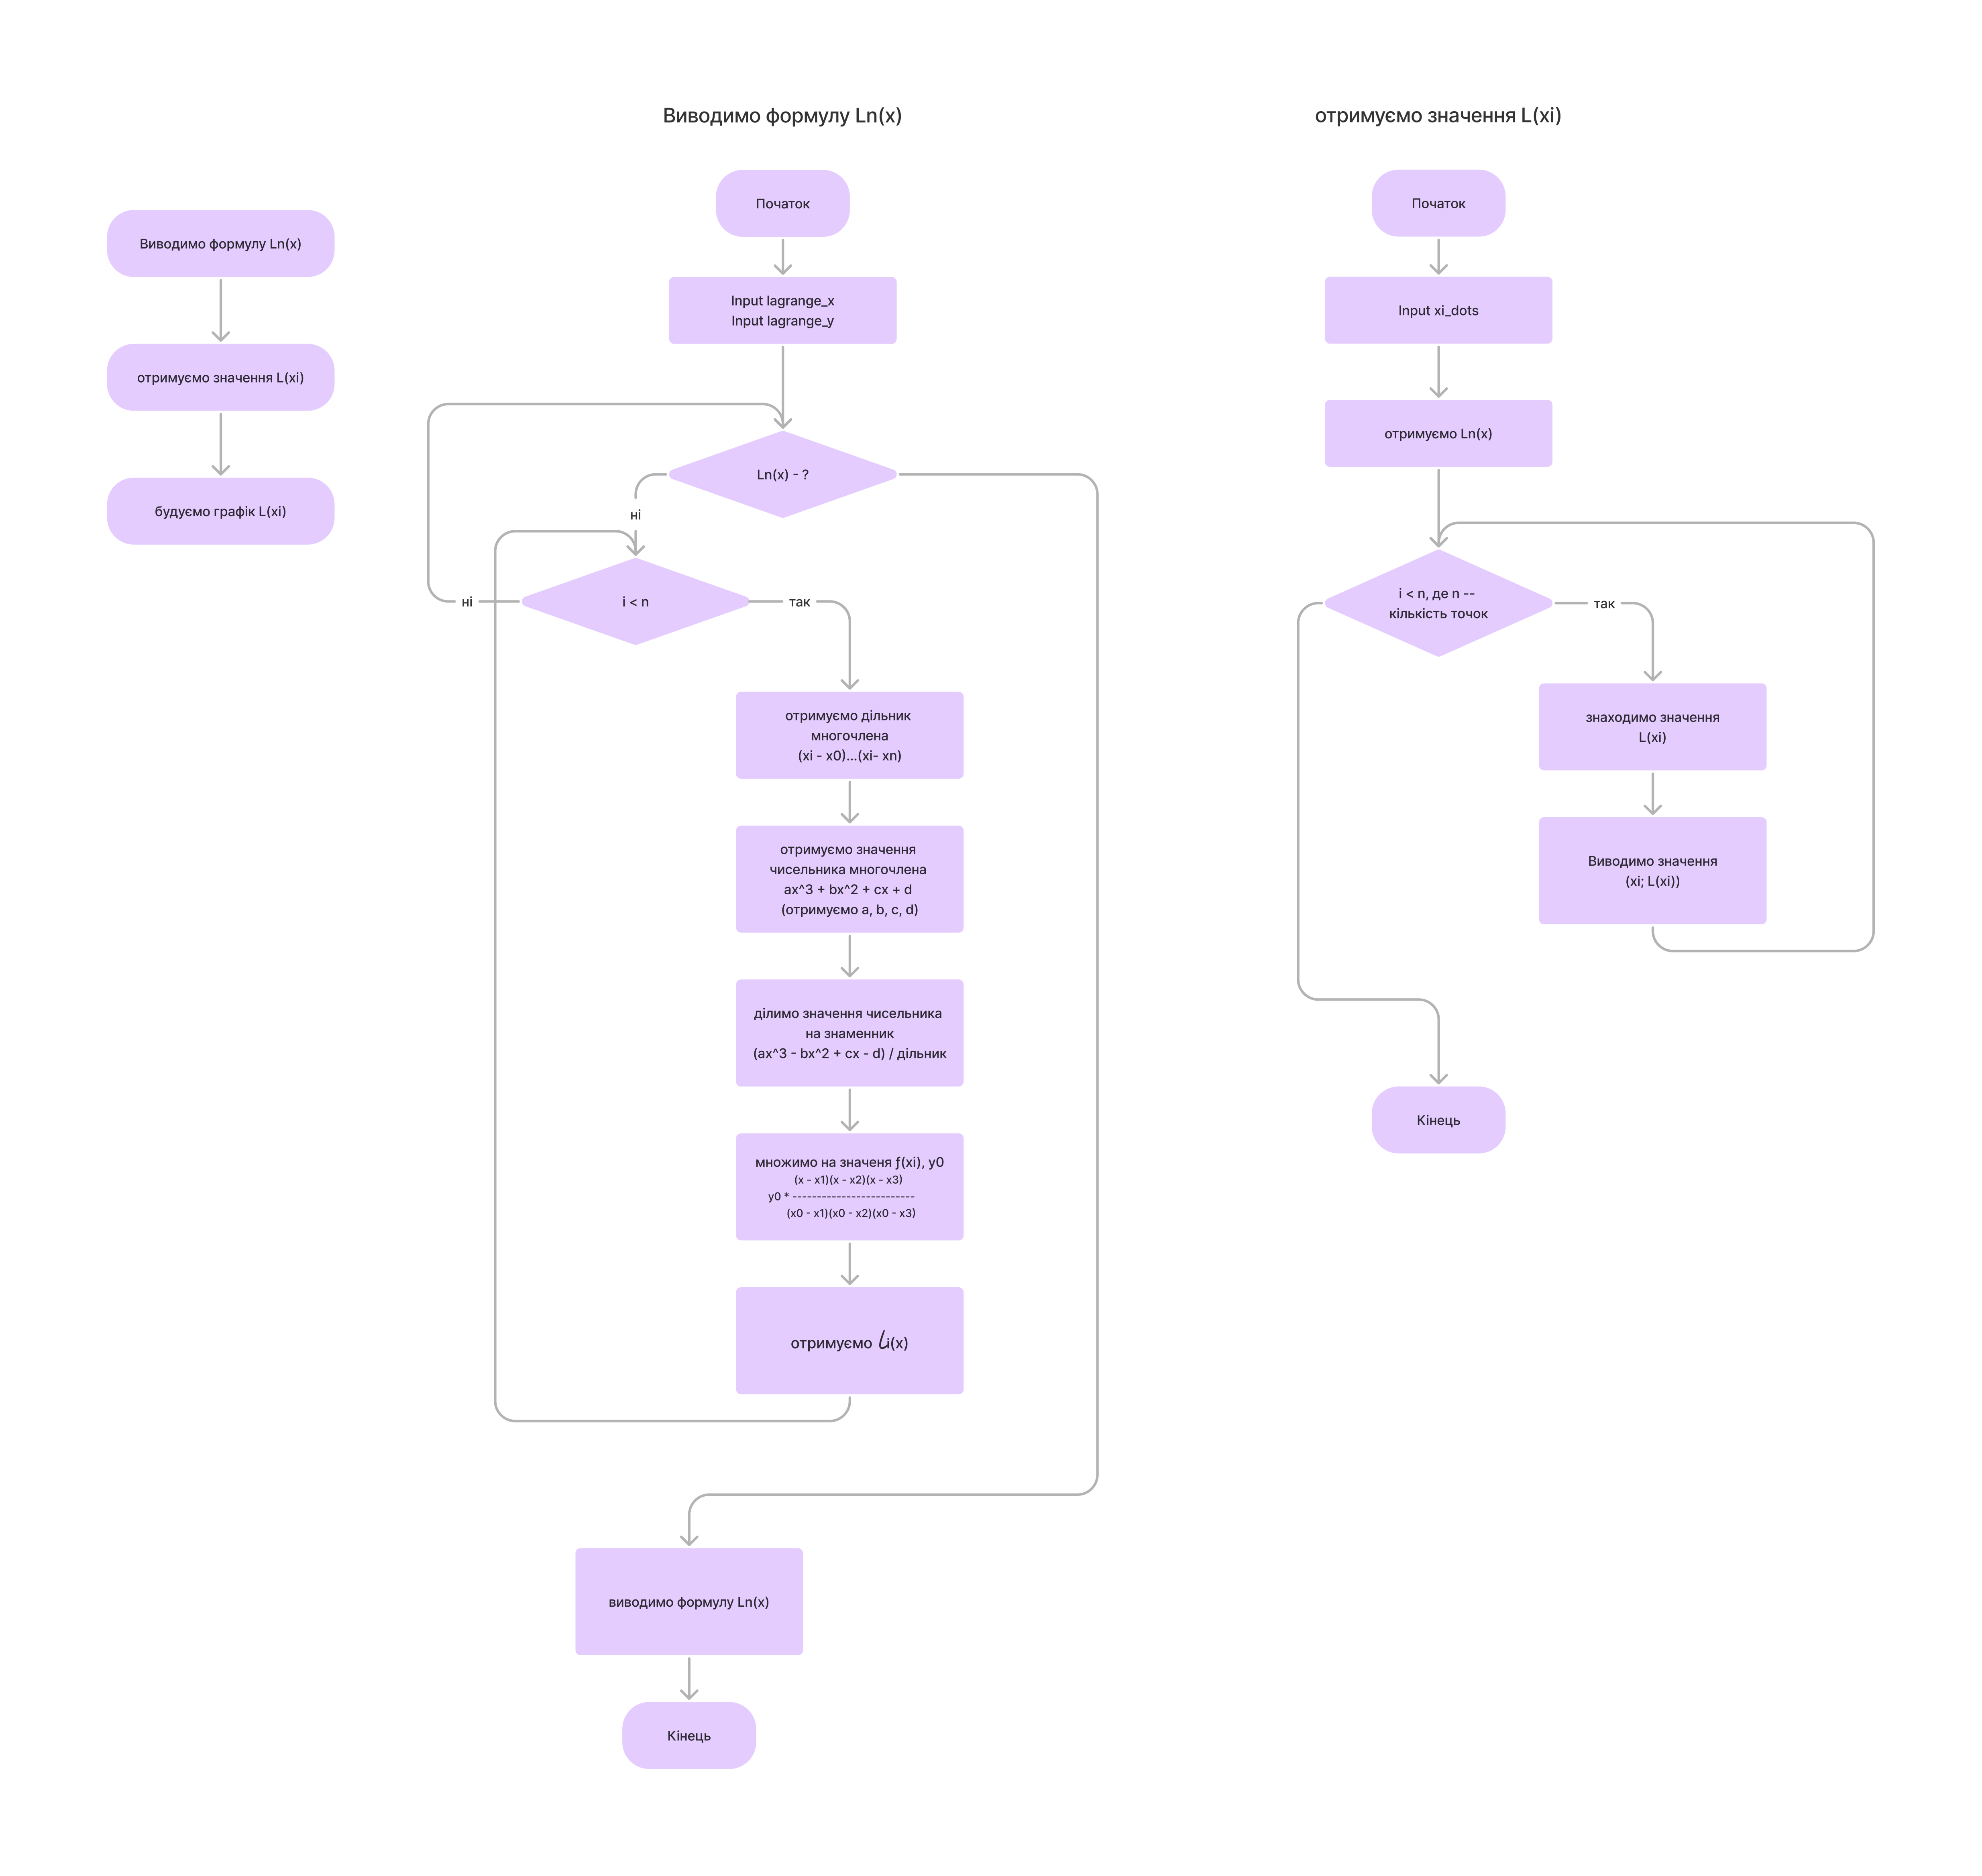 Виводимо формулу Ln(x)
отримуємо значення L(xi)
будуємо графік L(xi)
Виводимо формулу Ln(x)
Початок
Input lagrange_x
Input lagrange_y
Ln(x) - ?
ні
i < n
ні
так
отримуємо дільник
многочлена
(xi - x0)...(xi- xn)
отримуємо значення
чисельника многочлена
ax^3 + bx^2 + cx + d
(отримуємо a, b, c, d)
ділимо значення чисельника
на знаменник
(ax^3 - bx^2 + cx - d) / дільник
множимо на значеня ƒ(xi), y0
(x - x1)(x - x2)(x - x3)
y0 * -------------------------
(x0 - x1)(x0 - x2)(x0 - x3)
отримуємо Li(x)
виводимо формулу Ln(x)
Кінець
отримуємо значення L(xi)
Початок
Input xi_dots
отримуємо Ln(x)
i < n, де n --
кількість точок
так
знаходимо значення
L(xi)
Виводимо значення
(xi; L(xi))
Кінець